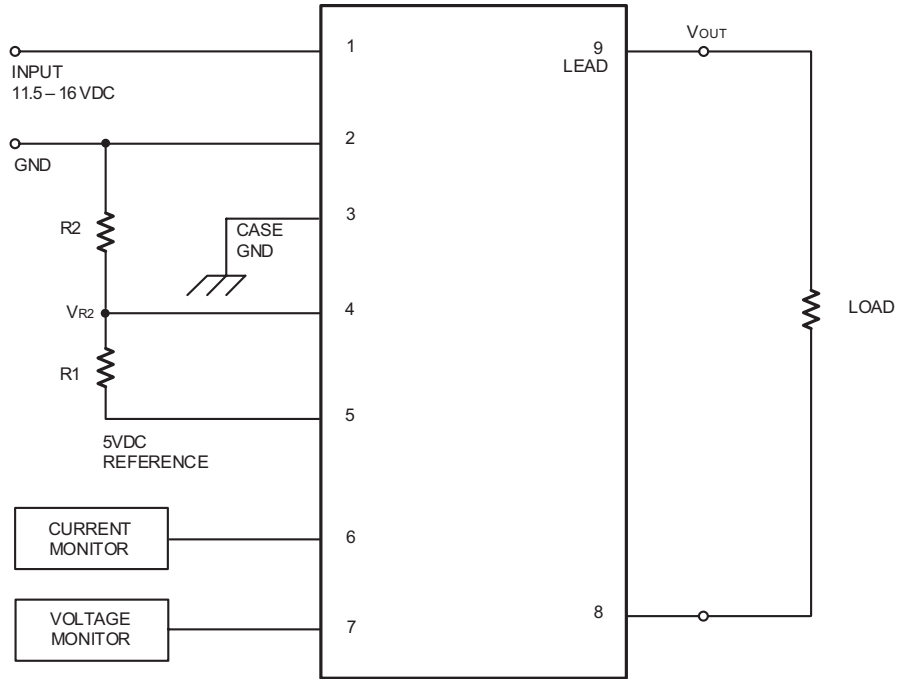 INPUT
11.5 – 16 VDC
GND
R2
VR2
R1
5VDC
REFERENCE
CASE
GND
CURRENT
MONITOR
VOLTAGE
MONITOR
1
2
3
4
5
6
7
9
LEAD
8
VOUT
LOAD